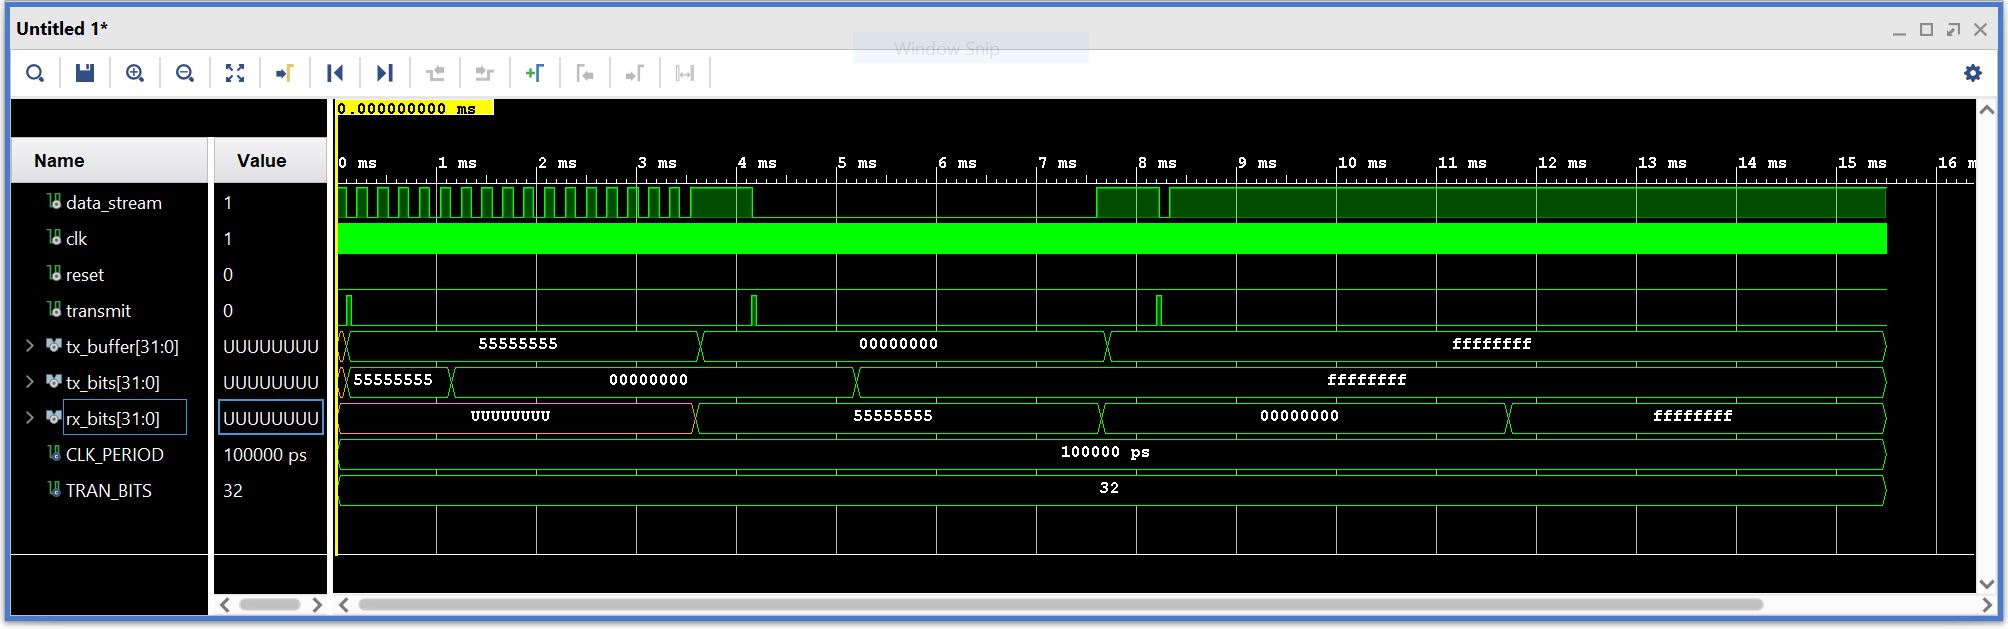 Untitled 1*
Window Snip
0.000000000 ms
Name Value
0 ms 1 ms 2 ms 3 ms 4 ms 5 ms 6 ms 7 ms 8 ms 9 ms 10 ms 11 ms 12 ms 13 ms 14 ms 15 ms 16
data_stream 1
clk 1
reset 0
transmit 0
tx_buffer[31:0] UUUUUUUU 55555555 00000000 ffffffff
tx_bits[31:0] UUUUUUUU 55555555 00000000 ffffffff
rx_bits[31:0] UUUUUUUU UUUUUUUU 55555555 00000000 ffffffff
CLK_PERIOD 100000 ps 100000 ps
TRAN_BITS 32 32